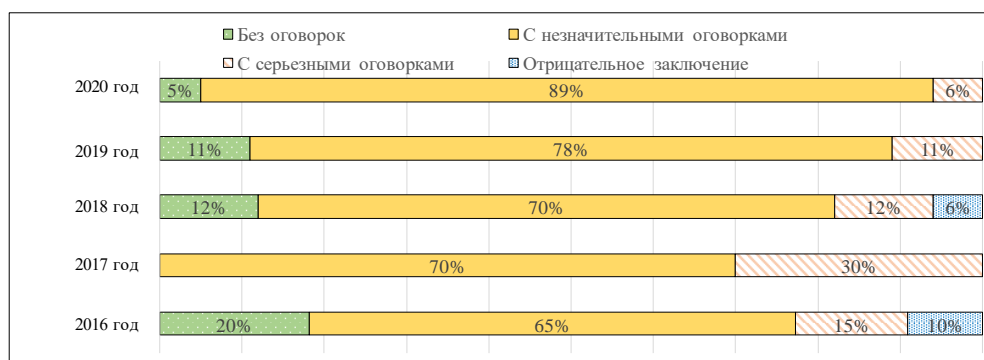 Без оговорок С незначительными оговорками
С серьезными оговорками Отрицательное заключение
2020 год 5% 89% 6%
2019 год 11% 78% 11%
2018 год 12% 70% 12% 6%
2017 год 70% 30%
2016 год 20% 65% 15% 10%